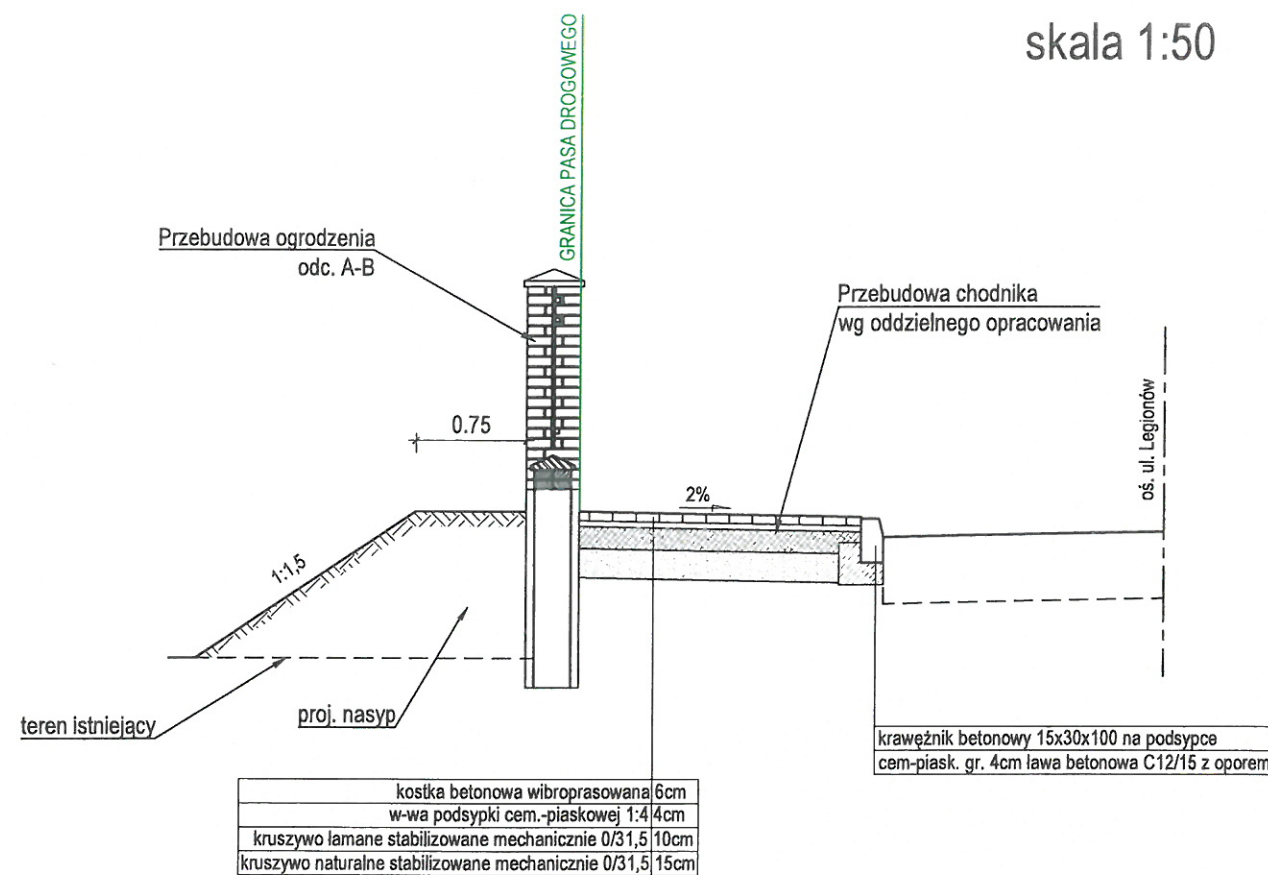 skala 1:50
GRANICA PASA DROGOWEGO
Przebudowa ogrodzenia
odc. A-B
Przebudowa chodnika
wg oddzielnego opracowania
oś. ul. Legionów
0.75
2%
1:1,5
teren istniejący
proj. nasyp
krawężnik betonowy 15x30x100 na podsypce
cem-piask. gr. 4cm ława betonowa C12/15 z oporem
kostka betonowa wibroprasowana 6cm
w-wa podsypki cem.-piaskowej 1:4 4cm
kruszywo łamane stabilizowane mechanicznie 0/31,5 10cm
kruszywo naturalne stabilizowane mechanicznie 0/31,5 15cm